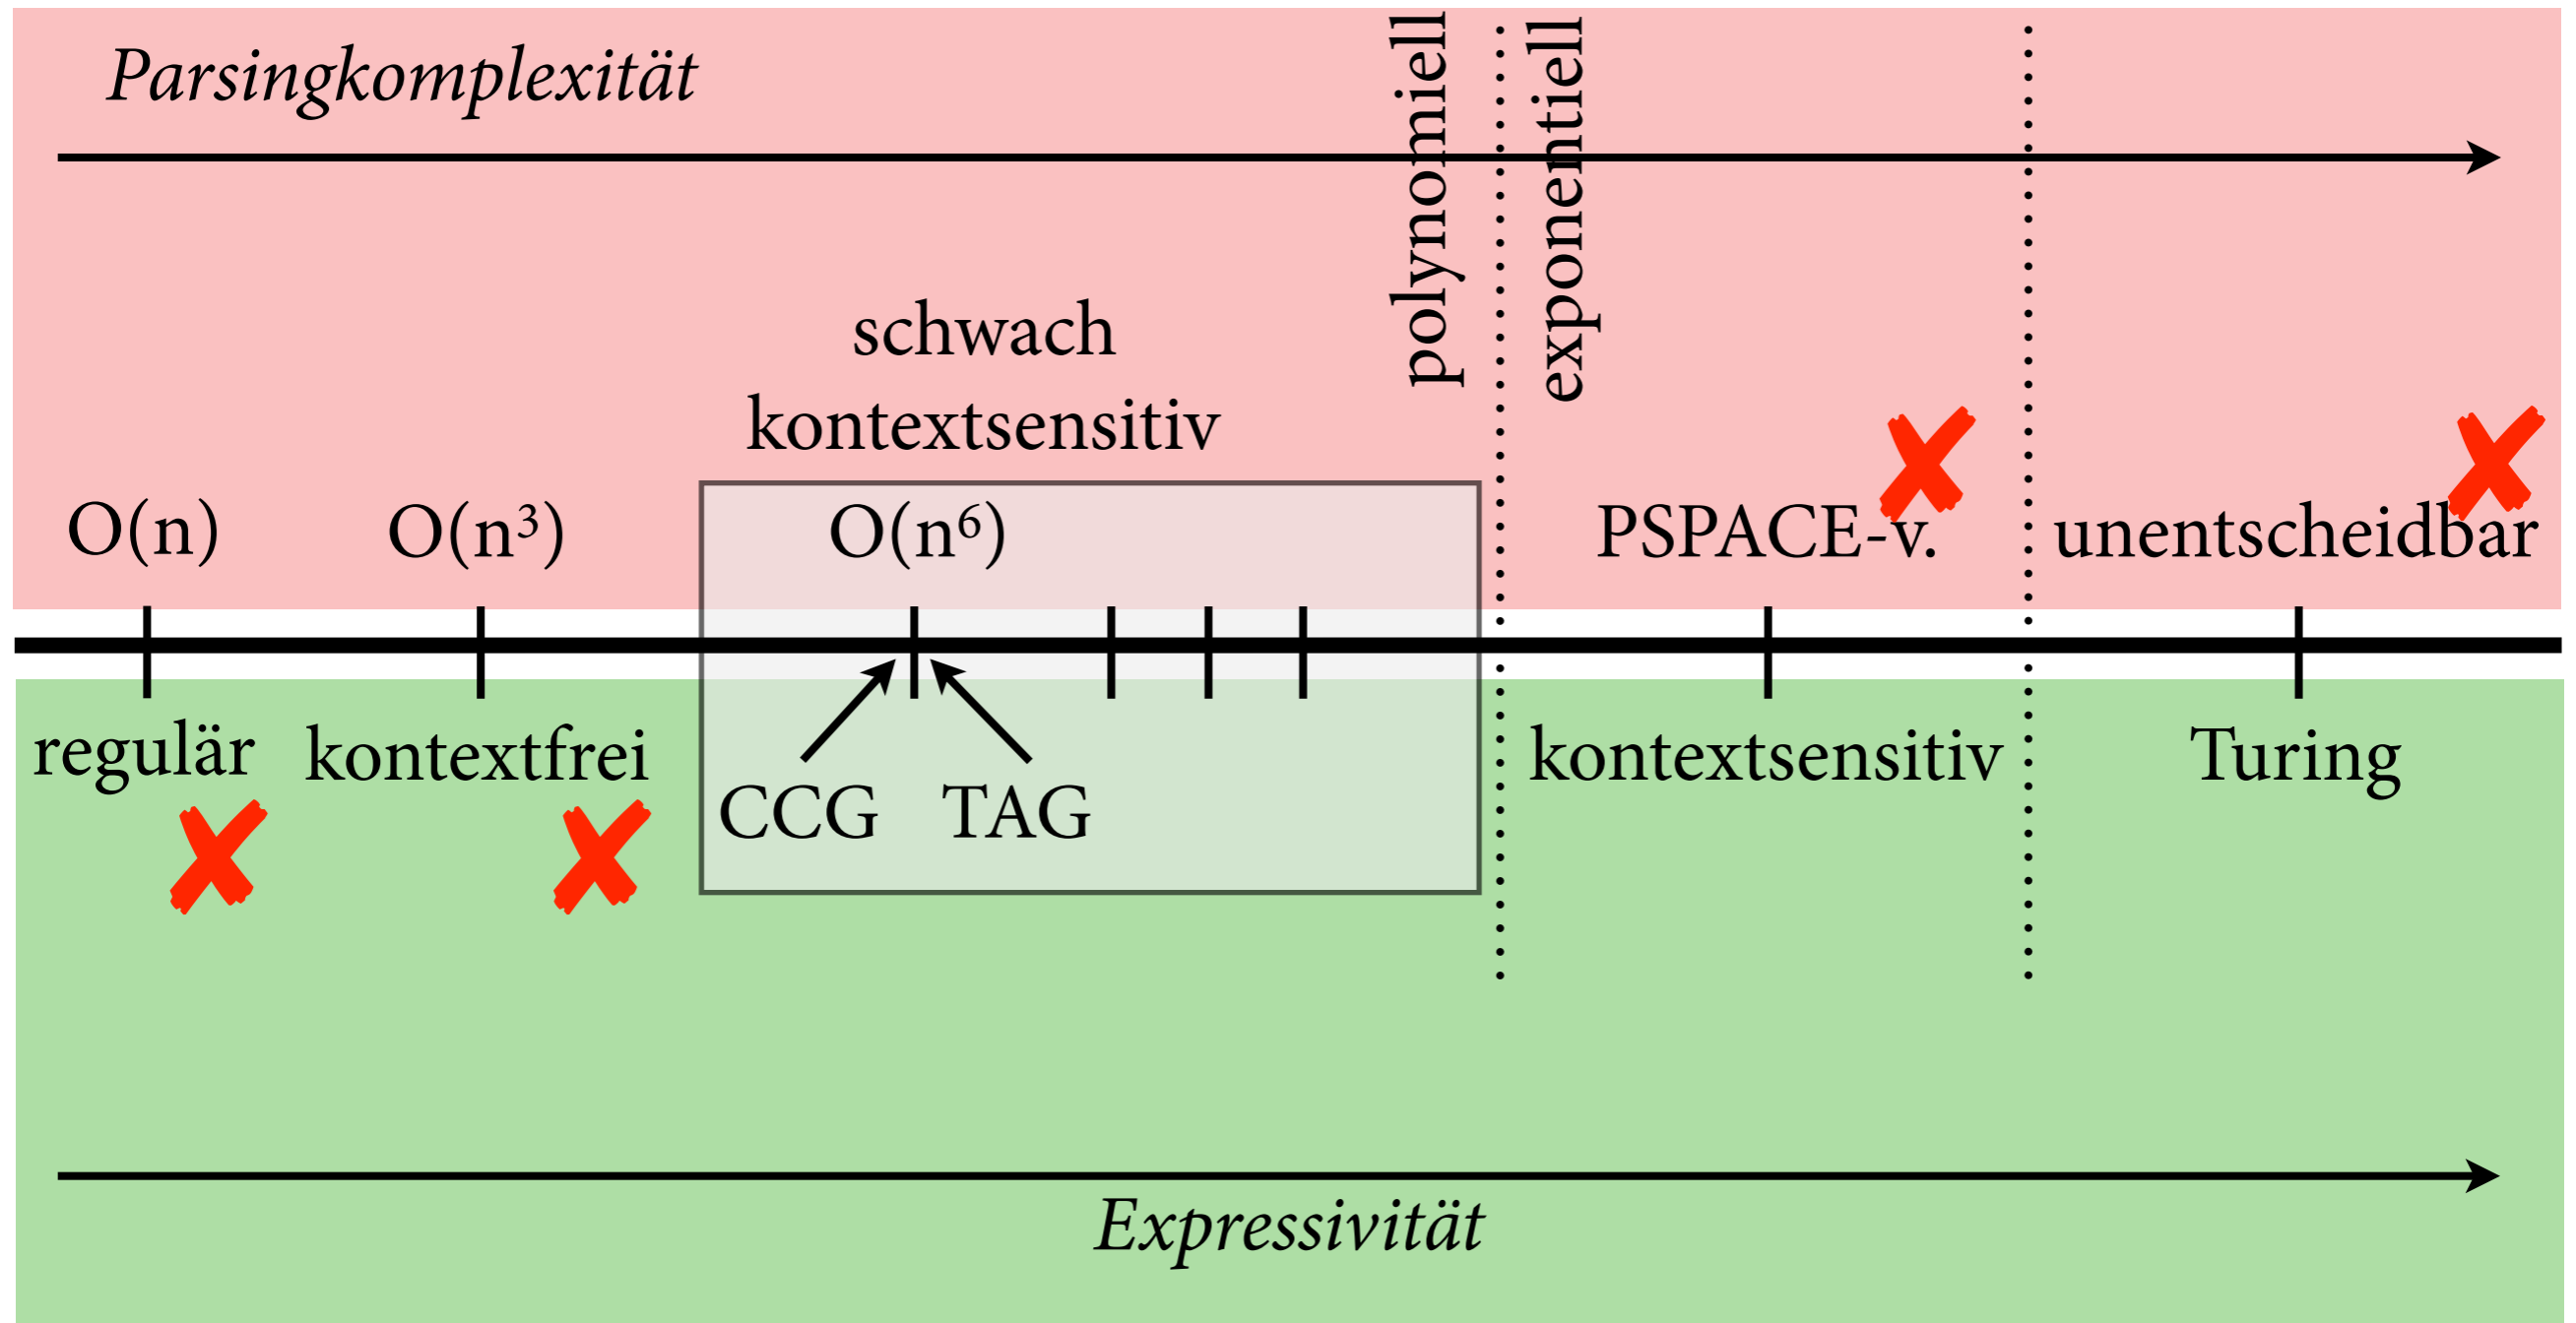 Parsingkomplexität
polynomiell
exponentiell
schwach
kontextsensitiv
O(n)
O(n³)
O(n⁶)
PSPACE-v.
unentscheidbar
regulär
kontextfrei
CCG
TAG
kontextsensitiv
Turing
Expressivität